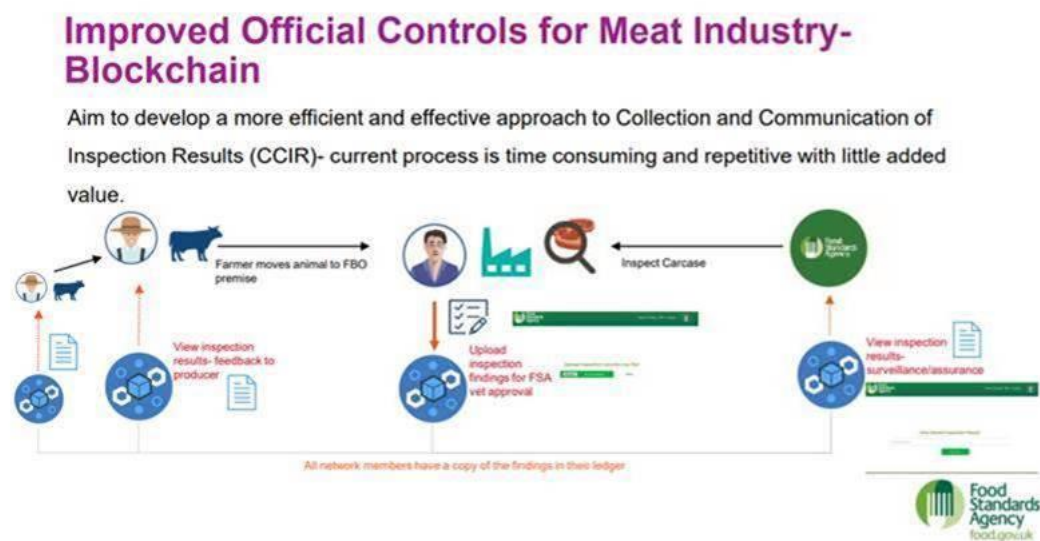 Improved Official Controls for Meat Industry-
Blockchain
Aim to develop a more efficient and effective approach to Collection and Communication of
Inspection Results (CCIR)- current process is time consuming and repetitive with little added
value.
Farmer moves animal to FBO
premise
Inspect Carcase
Food
Standards
Agency
View inspection
results- feedback to
producer
Upload
inspection
findings for FSA
vet approval
View inspection
results-
surveillance/assurance
All network members have a copy of the findings in their ledger
Food
Standards
Agency
food.gov.uk